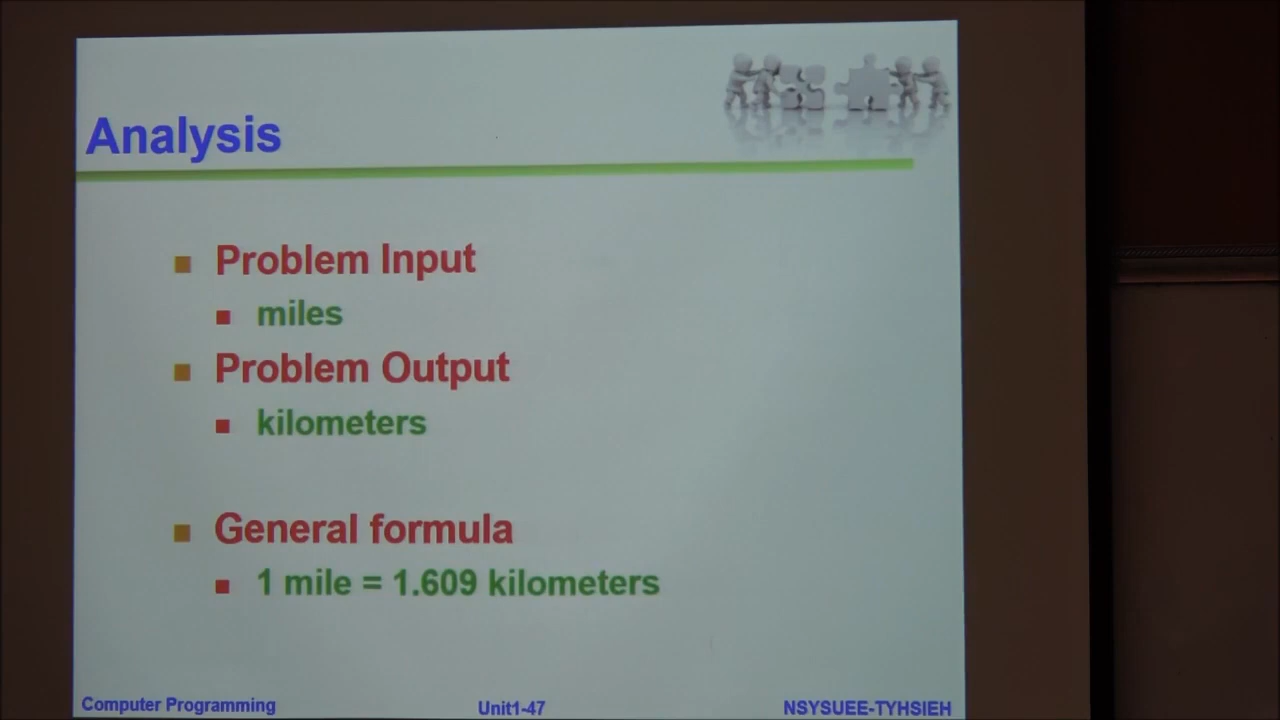 Analysis
Problem Input
miles
Problem Output
kilometers
General formula
1 mile = 1.609 kilometers
Computer Programming
Unit1-47
NSYSUEE-TYHSIEH